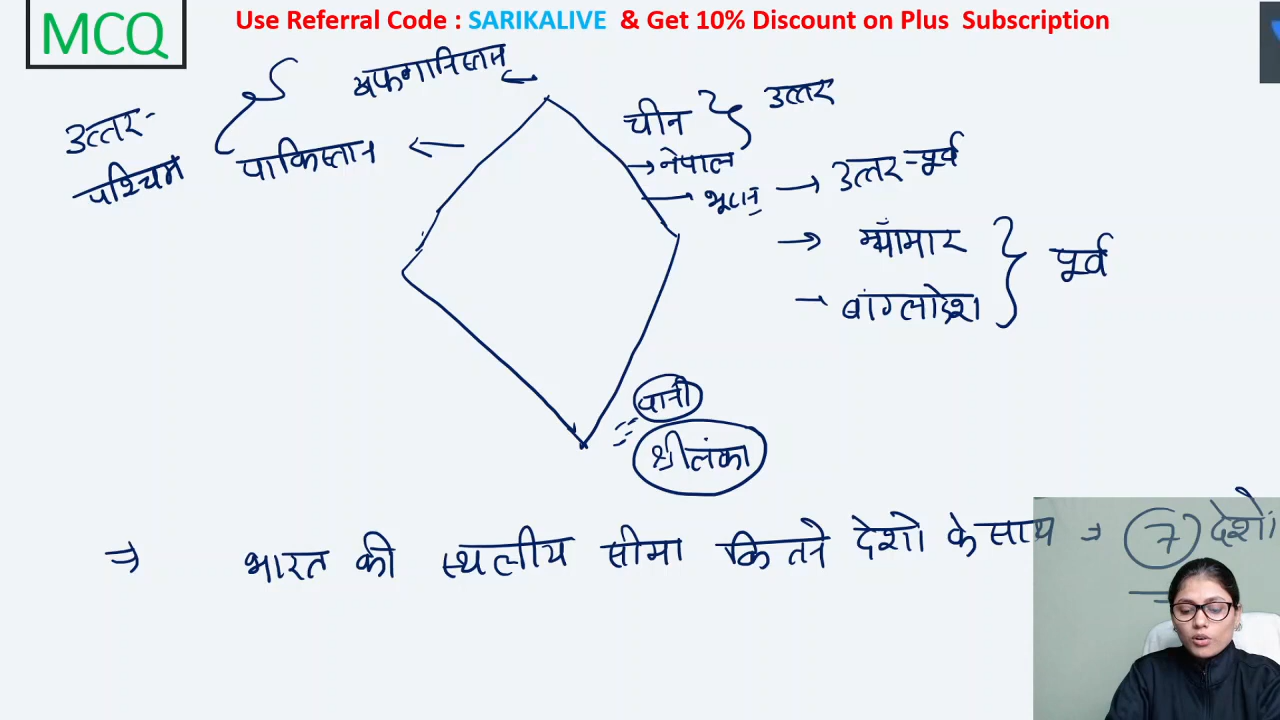 MCQ
Use Referral Code : SARIKALIVE & Get 10% Discount on Plus Subscription
अफगानिस्तान
उत्तर-
पश्चिम
पाकिस्तान
चीन } उत्तर
→ नेपाल
→ भूटान → उत्तर-पूर्व
→ म्याँमार
→ बांग्लादेश } पूर्व
पानी
श्रीलंका
⇒ भारत की स्थलीय सीमा कितने देशो के साथ ⇒ 7 देशों